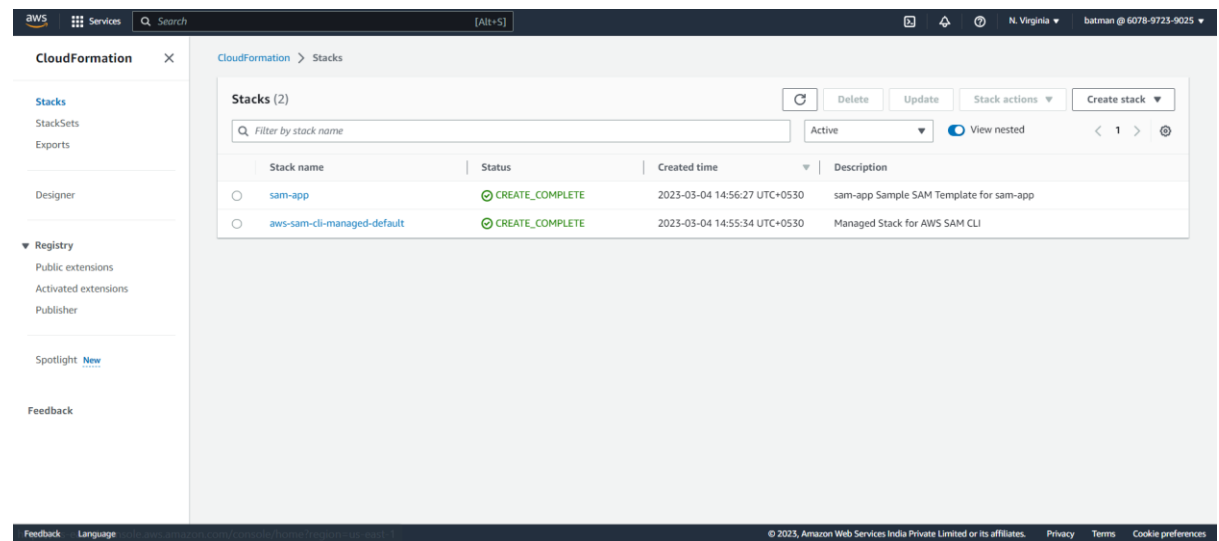 aws Services Search [Alt+S] N. Virginia batman @ 6078-9723-9025
CloudFormation
CloudFormation > Stacks
Stacks
StackSets
Exports
Designer
Registry
Public extensions
Activated extensions
Publisher
Spotlight New
Feedback
Stacks (2) Delete Update Stack actions Create stack
Filter by stack name Active View nested < 1 >
Stack name Status Created time Description
sam-app CREATE_COMPLETE 2023-03-04 14:56:27 UTC+0530 sam-app Sample SAM Template for sam-app
aws-sam-cli-managed-default CREATE_COMPLETE 2023-03-04 14:55:34 UTC+0530 Managed Stack for AWS SAM CLI
Feedback Language © 2023, Amazon Web Services India Private Limited or its affiliates. Privacy Terms Cookie preferences